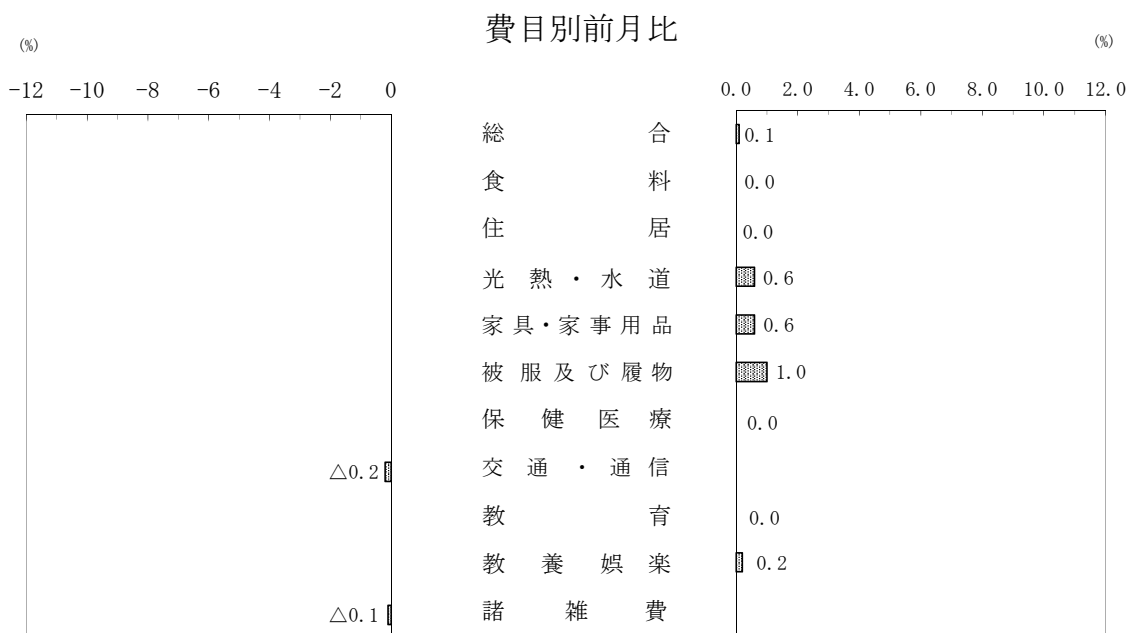 費目別前月比
(%) (%)
-12 -10 -8 -6 -4 -2 0 0.0 2.0 4.0 6.0 8.0 10.0 12.0
総合 0.1
食料 0.0
住居 0.0
光熱・水道 0.6
家具・家事用品 0.6
被服及び履物 1.0
保健医療 0.0
△0.2 交通・通信
教育 0.0
教養娯楽 0.2
△0.1 諸雑費